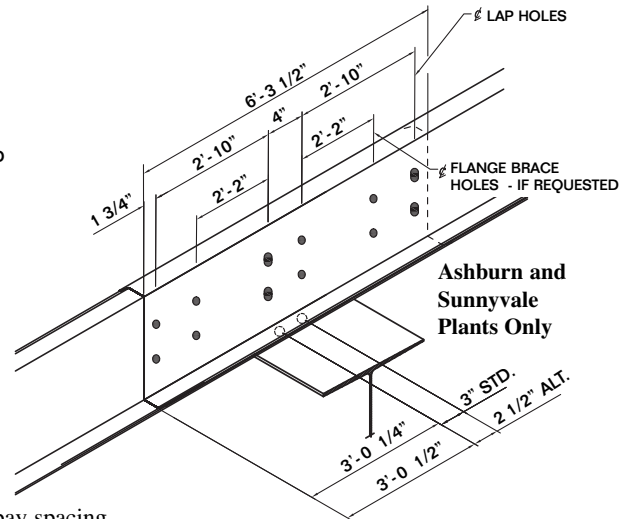 ¢ LAP HOLES
6'-3 1/2"
2'-10"
4"
2'-10"
2'-2"
2'-2"
1 3/4"
¢ FLANGE BRACE
HOLES - IF REQUESTED
Ashburn and
Sunnyvale
Plants Only
3" STD.
2 1/2" ALT.
3'-0 1/4"
3'-0 1/2"
bay spacing